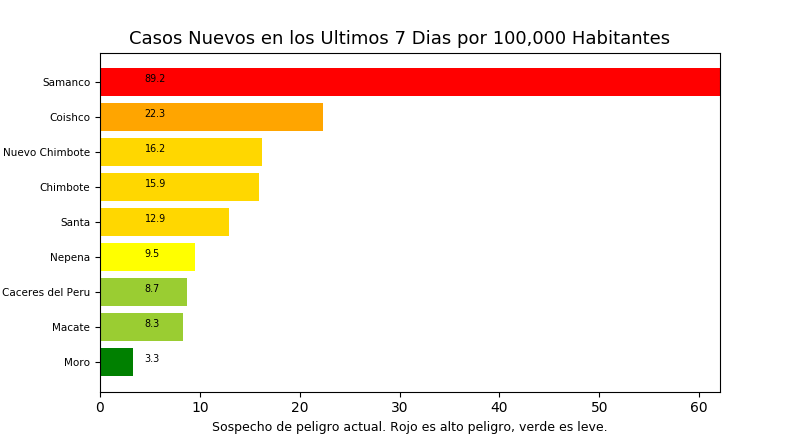 Casos Nuevos en los Ultimos 7 Dias por 100,000 Habitantes
Samanco 89.2
Coishco 22.3
Nuevo Chimbote 16.2
Chimbote 15.9
Santa 12.9
Nepena 9.5
Caceres del Peru 8.7
Macate 8.3
Moro 3.3
0 10 20 30 40 50 60
Sospecho de peligro actual. Rojo es alto peligro, verde es leve.